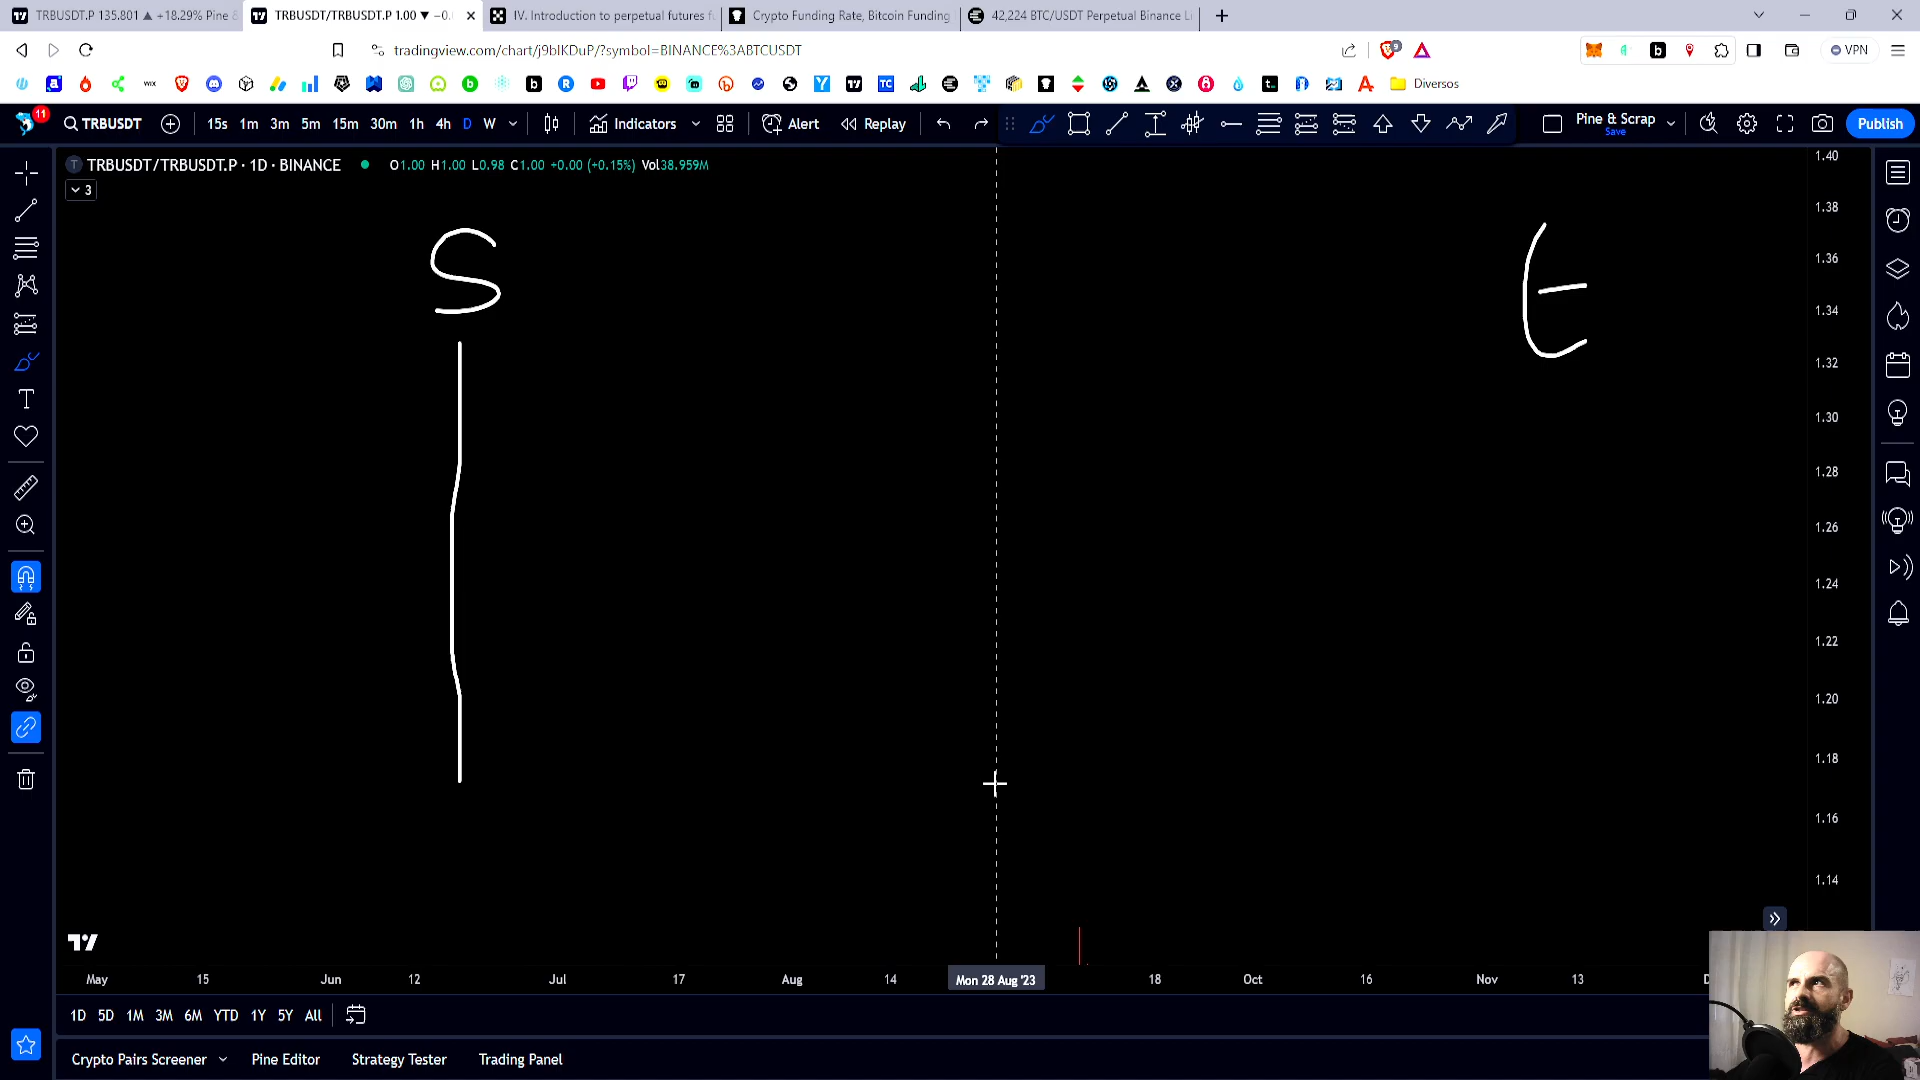 TRBUSDT.P 135.801 ▲ +18.29% Pine &
TRBUSDT/TRBUSDT.P 1.00 ▼ −0.
IV. Introduction to perpetual futures f
Crypto Funding Rate, Bitcoin Funding
42,224 BTC/USDT Perpetual Binance Li
tradingview.com/chart/j9blKDuP/?symbol=BINANCE%3ABTCUSDT
9
VPN
WiX
Diversos
11
TRBUSDT
15s 1m 3m 5m 15m 30m 1h 4h D W
Indicators
Alert
Replay
Pine & Scrap
Save
Publish
TRBUSDT/TRBUSDT.P · 1D · BINANCE
O1.00 H1.00 L0.98 C1.00 +0.00 (+0.15%) Vol38.959M
3
S
E
1.40
1.38
1.36
1.34
1.32
1.30
1.28
1.26
1.24
1.22
1.20
1.18
1.16
1.14
May 15 Jun 12 Jul 17 Aug 14 Mon 28 Aug '23 18 Oct 16 Nov 13
1D 5D 1M 3M 6M YTD 1Y 5Y All
Crypto Pairs Screener
Pine Editor
Strategy Tester
Trading Panel